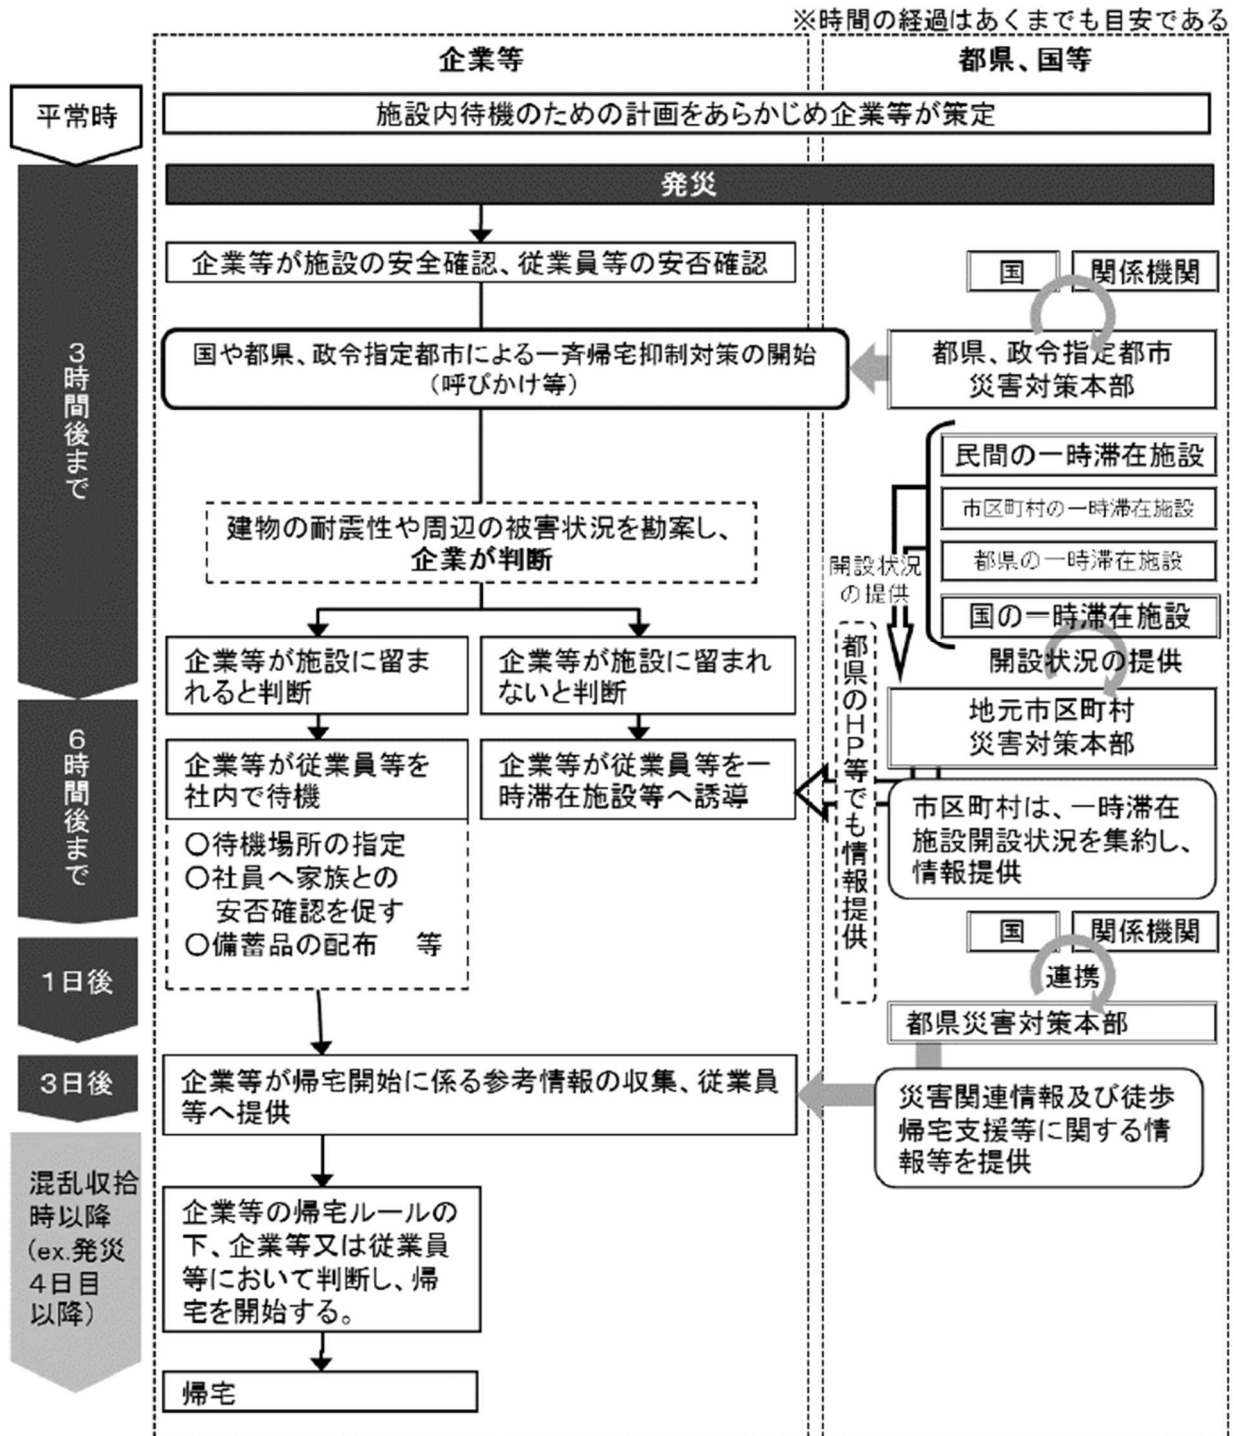 ※時間の経過はあくまでも目安である
企業等
都県、国等
平常時
施設内待機のための計画をあらかじめ企業等が策定
発災
3時間後まで
企業等が施設の安全確認、従業員等の安否確認
国
関係機関
国や都県、政令指定都市による一斉帰宅抑制対策の開始
（呼びかけ等）
都県、政令指定都市
災害対策本部
民間の一時滞在施設
市区町村の一時滞在施設
都県の一時滞在施設
国の一時滞在施設
開設状況
の提供
開設状況の提供
建物の耐震性や周辺の被害状況を勘案し、
企業が判断
企業等が施設に留ま
れると判断
企業等が施設に留まれ
ないと判断
都県のHP等でも情報提供
地元市区町村
災害対策本部
6時間後まで
企業等が従業員等を
社内で待機
企業等が従業員等を一
時滞在施設等へ誘導
市区町村は、一時滞在
施設開設状況を集約し、
情報提供
○待機場所の指定
○社員へ家族との
安否確認を促す
○備蓄品の配布　等
国
関係機関
連携
都県災害対策本部
1日後
3日後
企業等が帰宅開始に係る参考情報の収集、従業員
等へ提供
災害関連情報及び徒歩
帰宅支援等に関する情
報等を提供
混乱収拾
時以降
(ex.発災
4日目
以降)
企業等の帰宅ルールの
下、企業等又は従業員
等において判断し、帰
宅を開始する。
帰宅